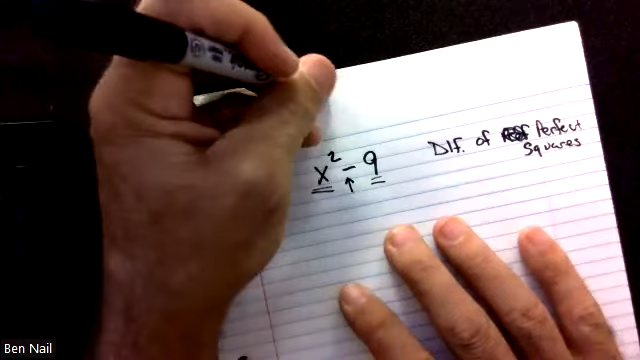 x² - 9
Dif. of Perfect
Squares
Ben Nail